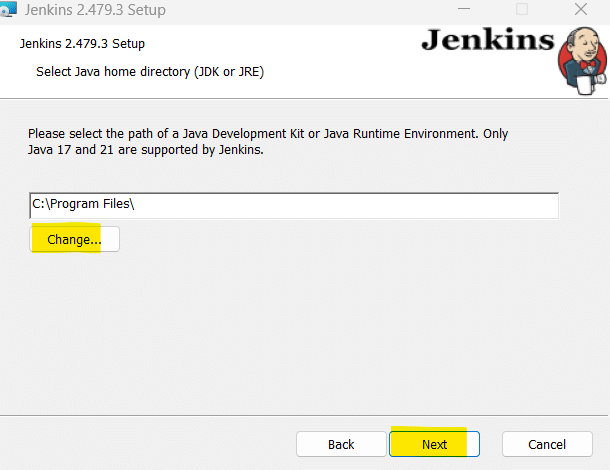 Jenkins 2.479.3 Setup
Jenkins 2.479.3 Setup
Select Java home directory (JDK or JRE)
Jenkins
Please select the path of a Java Development Kit or Java Runtime Environment. Only
Java 17 and 21 are supported by Jenkins.
C:\Program Files\
Change...
Back
Next
Cancel